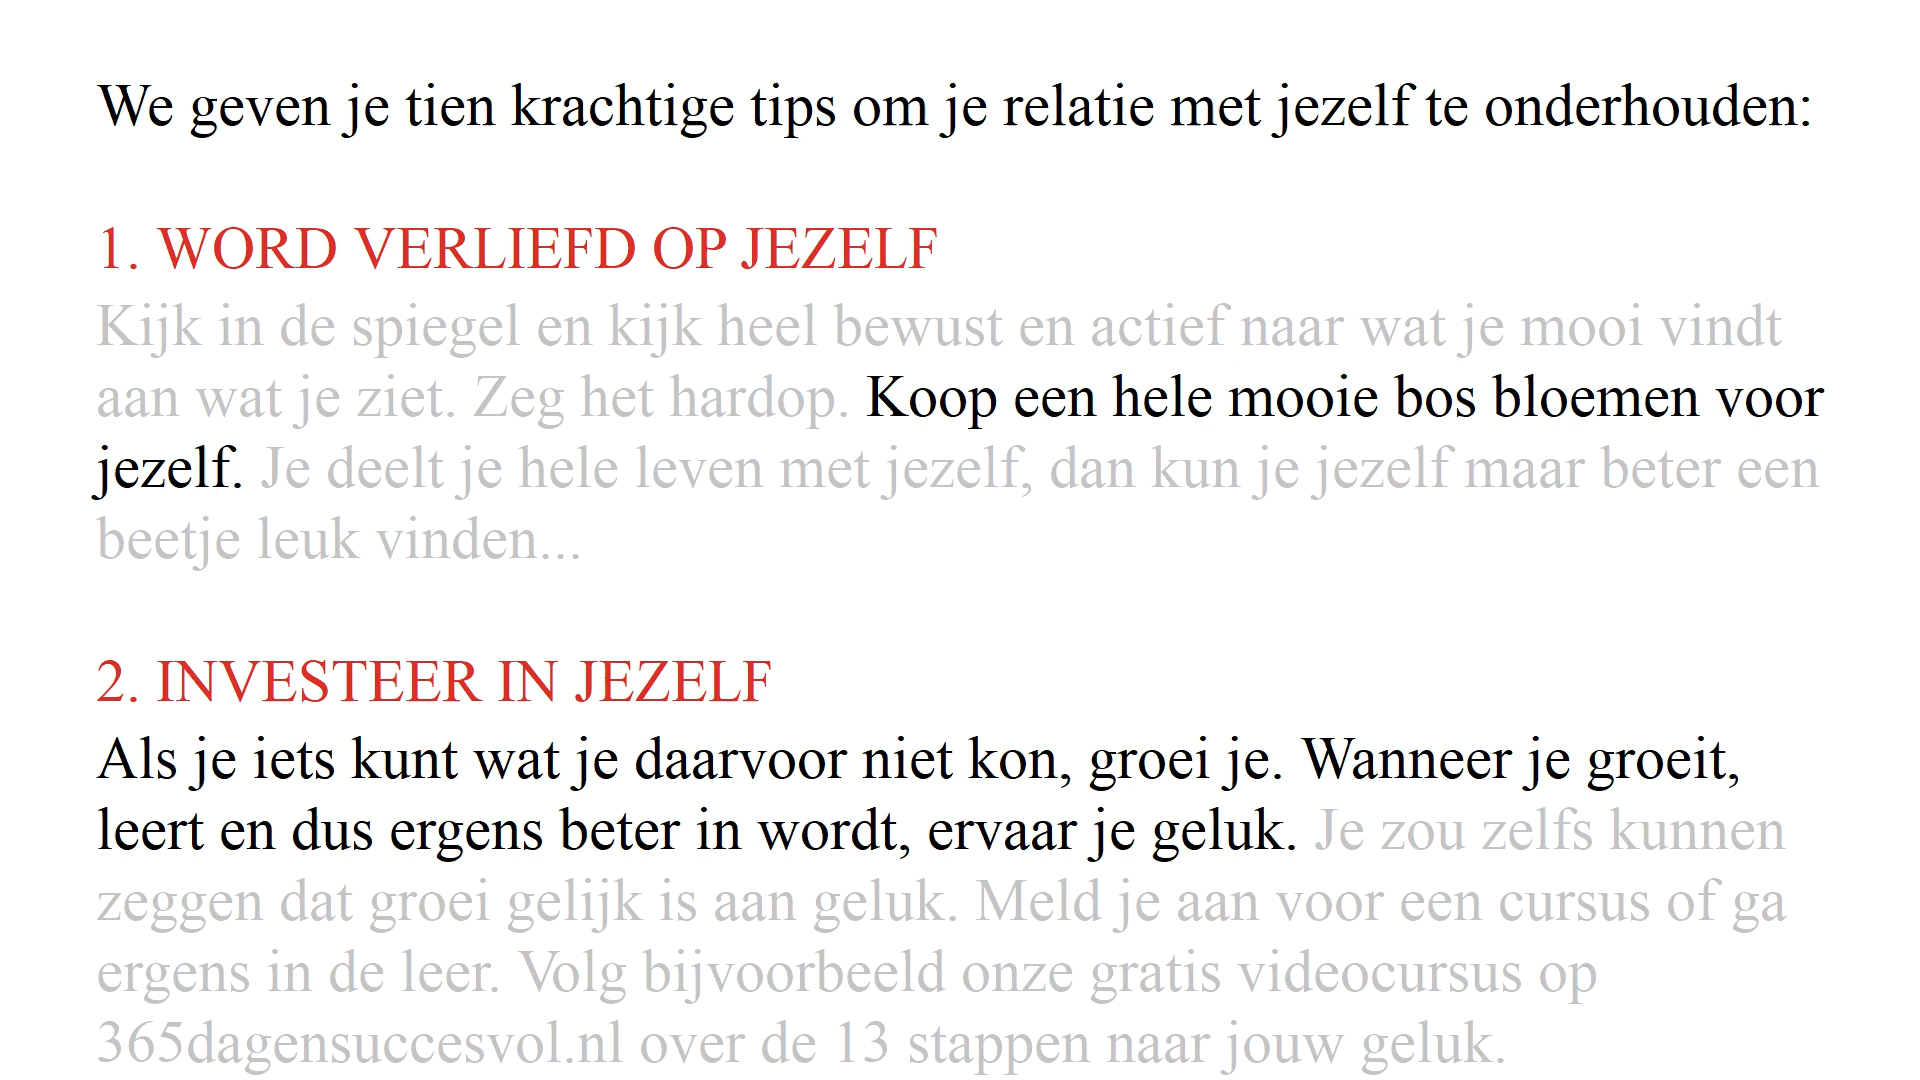 We geven je tien krachtige tips om je relatie met jezelf te onderhouden:
1. WORD VERLIEFD OP JEZELF
Kijk in de spiegel en kijk heel bewust en actief naar wat je mooi vindt
aan wat je ziet. Zeg het hardop. Koop een hele mooie bos bloemen voor
jezelf. Je deelt je hele leven met jezelf, dan kun je jezelf maar beter een
beetje leuk vinden...
2. INVESTEER IN JEZELF
Als je iets kunt wat je daarvoor niet kon, groei je. Wanneer je groeit,
leert en dus ergens beter in wordt, ervaar je geluk. Je zou zelfs kunnen
zeggen dat groei gelijk is aan geluk. Meld je aan voor een cursus of ga
ergens in de leer. Volg bijvoorbeeld onze gratis videocursus op
365dagensuccesvol.nl over de 13 stappen naar jouw geluk.